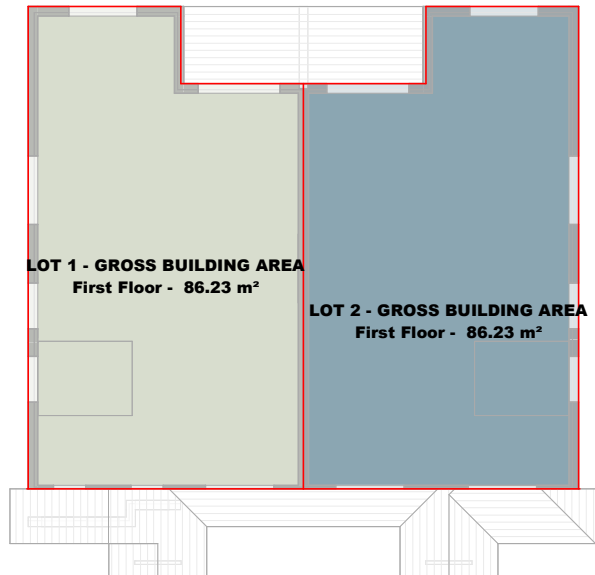 LOT 1 - GROSS BUILDING AREA
First Floor - 86.23 m²
LOT 2 - GROSS BUILDING AREA
First Floor - 86.23 m²